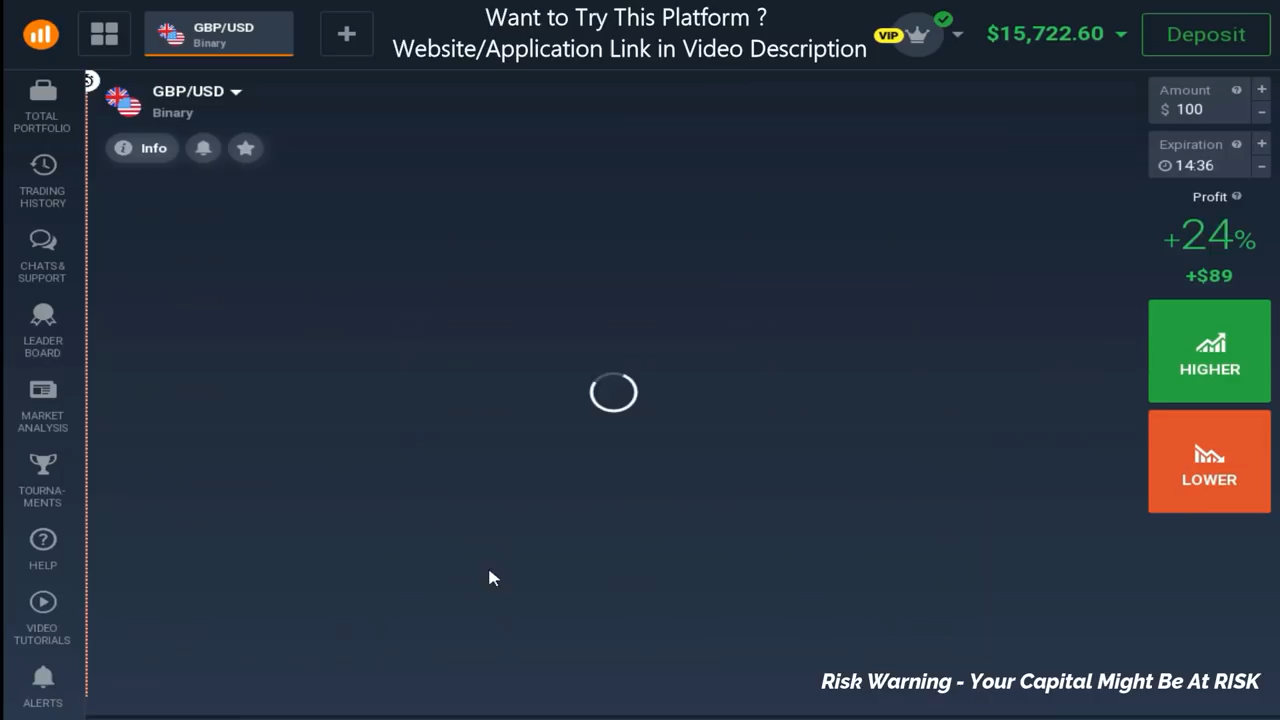 GBP/USD
Binary
Want to Try This Platform ?
Website/Application Link in Video Description
VIP
$15,722.60
Deposit
TOTAL
PORTFOLIO
TRADING
HISTORY
CHATS &
SUPPORT
LEADER
BOARD
MARKET
ANALYSIS
TOURNA-
MENTS
HELP
VIDEO
TUTORIALS
ALERTS
GBP/USD
Binary
Info
Amount
$ 100
Expiration
14:36
Profit
+24%
+$89
HIGHER
LOWER
Risk Warning - Your Capital Might Be At RISK